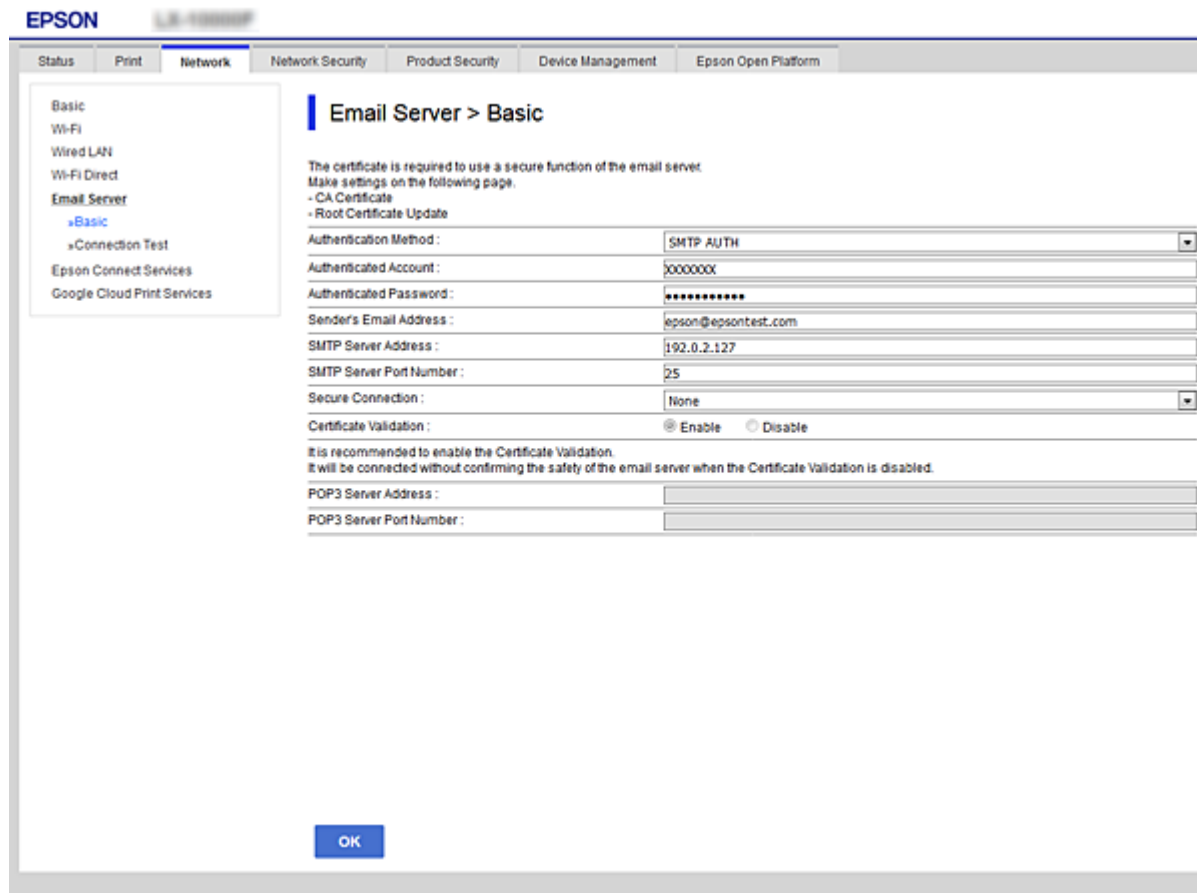 EPSON
Status Print Network Network Security Product Security Device Management Epson Open Platform
Basic
Wi-Fi
Wired LAN
Wi-Fi Direct
Email Server
»Basic
»Connection Test
Epson Connect Services
Google Cloud Print Services
Email Server > Basic
The certificate is required to use a secure function of the email server.
Make settings on the following page.
- CA Certificate
- Root Certificate Update
Authentication Method : SMTP AUTH
Authenticated Account : XXXXXXX
Authenticated Password : •••••••••••
Sender's Email Address : epson@epsontest.com
SMTP Server Address : 192.0.2.127
SMTP Server Port Number : 25
Secure Connection : None
Certificate Validation : Enable Disable
It is recommended to enable the Certificate Validation.
It will be connected without confirming the safety of the email server when the Certificate Validation is disabled.
POP3 Server Address :
POP3 Server Port Number :
OK